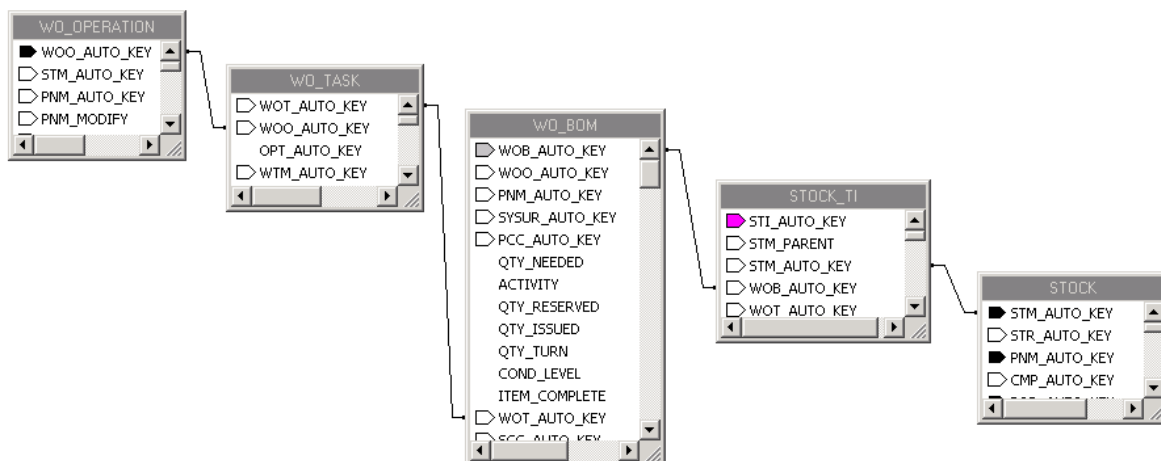 WO_OPERATION
WOO_AUTO_KEY
STM_AUTO_KEY
PNM_AUTO_KEY
PNM_MODIFY
WO_TASK
WOT_AUTO_KEY
WOO_AUTO_KEY
OPT_AUTO_KEY
WTM_AUTO_KEY
WO_BOM
WOB_AUTO_KEY
WOO_AUTO_KEY
PNM_AUTO_KEY
SYSUR_AUTO_KEY
PCC_AUTO_KEY
QTY_NEEDED
ACTIVITY
QTY_RESERVED
QTY_ISSUED
QTY_TURN
COND_LEVEL
ITEM_COMPLETE
WOT_AUTO_KEY
SCC_AUTO_KEY
STOCK_TI
STI_AUTO_KEY
STM_PARENT
STM_AUTO_KEY
WOB_AUTO_KEY
WOT_AUTO_KEY
STOCK
STM_AUTO_KEY
STR_AUTO_KEY
PNM_AUTO_KEY
CMP_AUTO_KEY